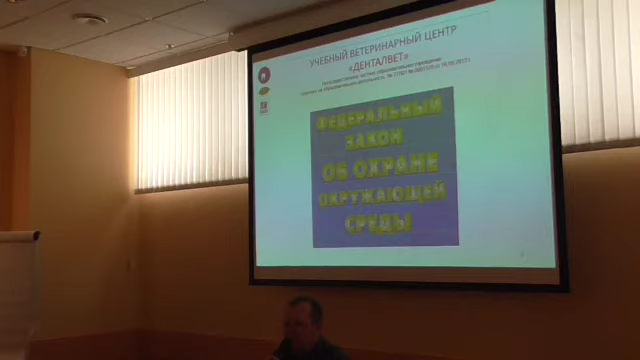 УЧЕБНЫЙ ВЕТЕРИНАРНЫЙ ЦЕНТР
«ДЕНТАЛВЕТ»
ФЕДЕРАЛЬНЫЙ
ЗАКОН
ОБ ОХРАНЕ
ОКРУЖАЮЩЕЙ
СРЕДЫ